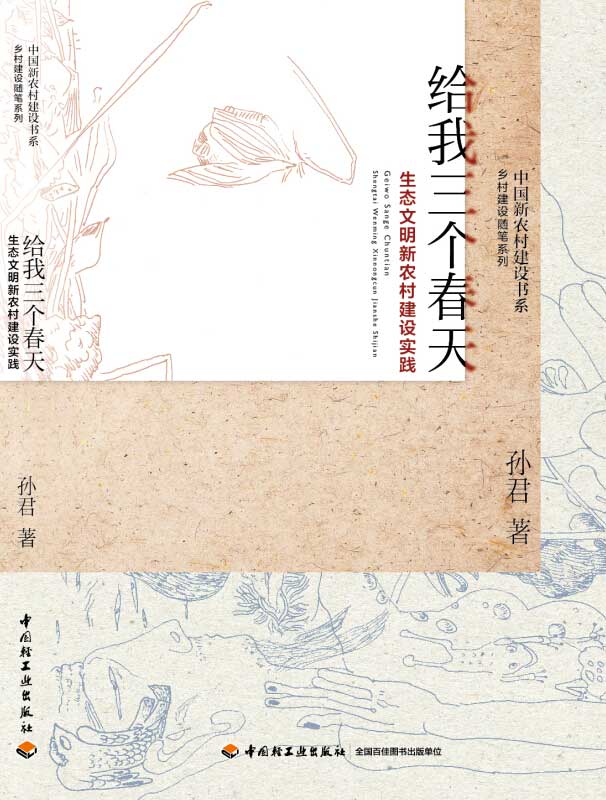 中国新农村建设书系
乡村建设随笔系列
给我三个春天
生态文明新农村建设实践
孙君 著
中国轻工业出版社
给我三个春天
Geiwo Sange Chuntian
Shengtai Wenming Xinnongcun Jianshe Shijian
生态文明新农村建设实践
中国新农村建设书系
乡村建设随笔系列
孙君 著
中国轻工业出版社 全国百佳图书出版单位